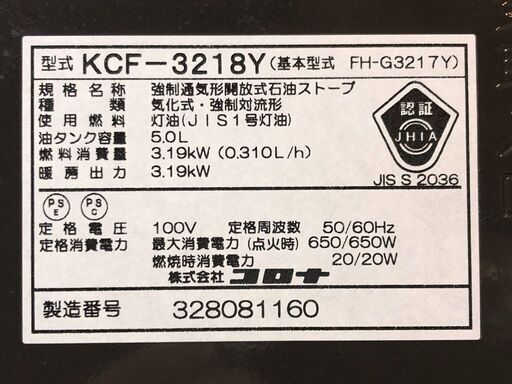 型式 KCF-3218Y (基本型式 FH-G3217Y)
規格名称 強制通気形開放式石油ストーブ
種類 気化式・強制対流形
使用燃料 灯油(JIS1号灯油)
油タンク容量 5.0L
燃料消費量 3.19kW (0.310L/h)
暖房出力 3.19kW
認証
JHIA
JIS S 2036
PS E PS C
定格電圧 100V 定格周波数 50/60Hz
定格消費電力 最大消費電力(点火時) 650/650W
燃焼時消費電力 20/20W
株式会社 コロナ
製造番号 328081160